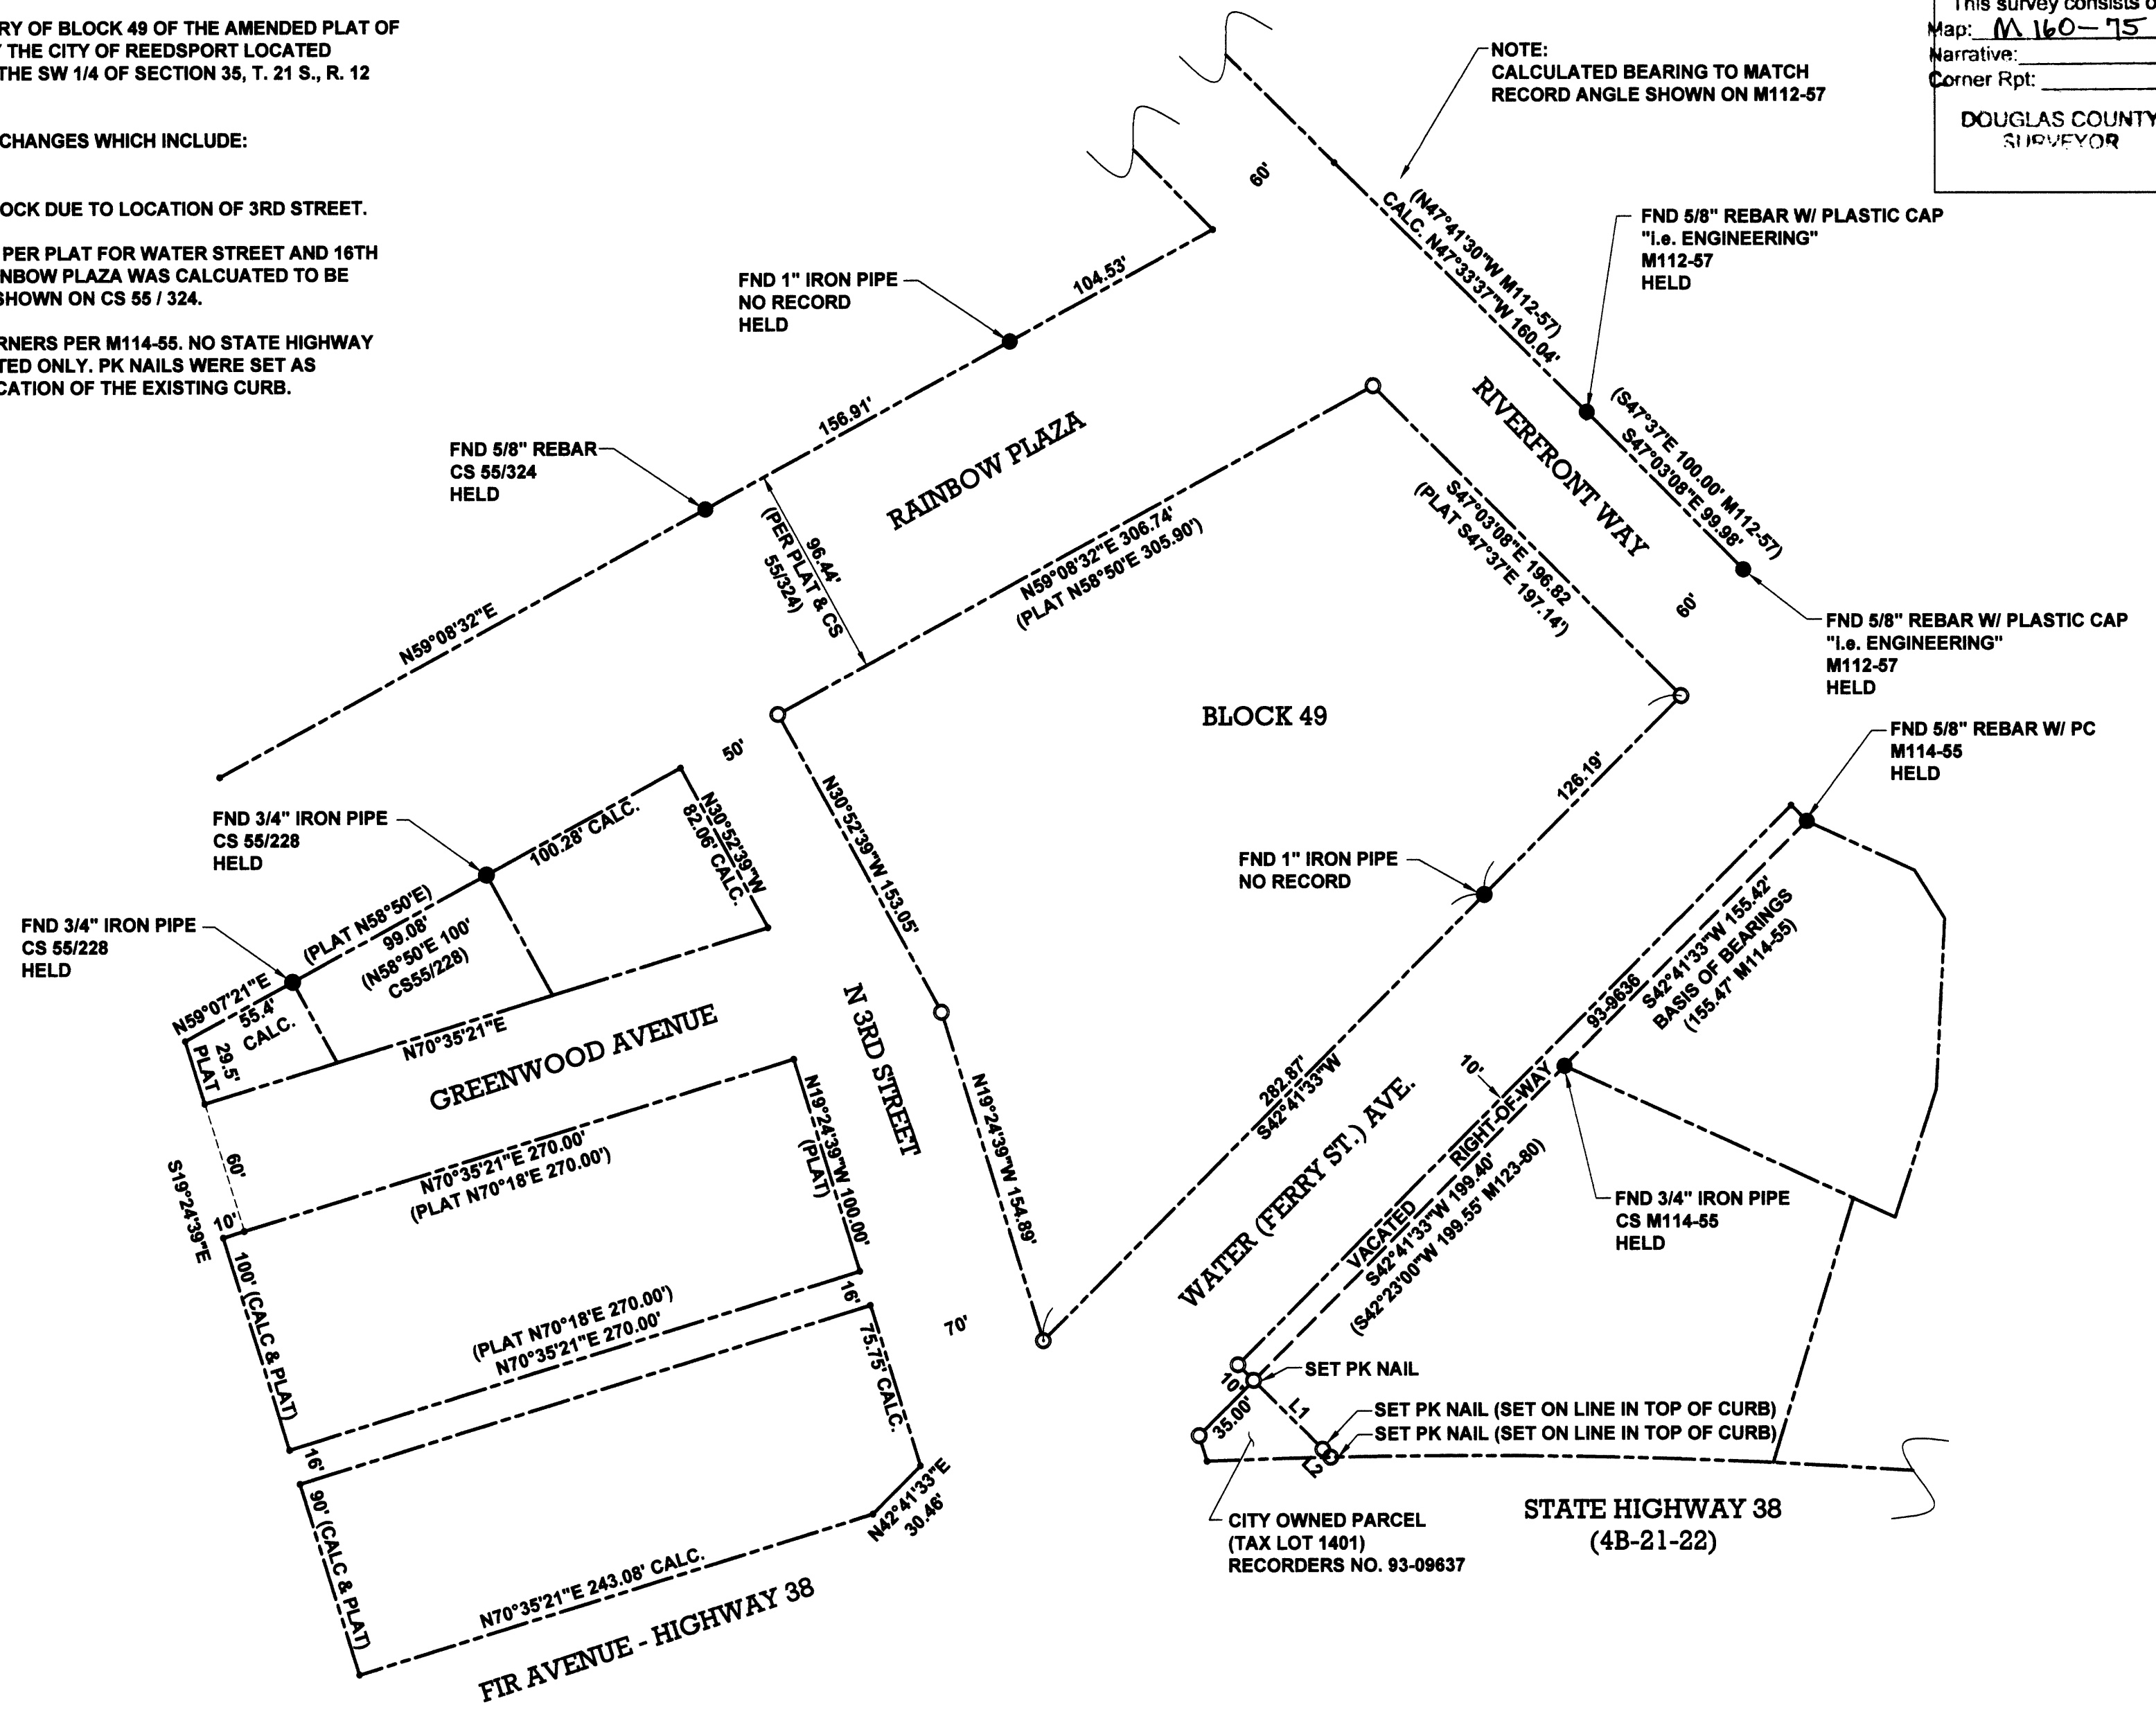 RY OF BLOCK 49 OF THE AMENDED PLAT OF
THE CITY OF REEDSPORT LOCATED
THE SW 1/4 OF SECTION 35, T. 21 S., R. 12
CHANGES WHICH INCLUDE:
OCK DUE TO LOCATION OF 3RD STREET.
PER PLAT FOR WATER STREET AND 16TH
NBOW PLAZA WAS CALCUATED TO BE
SHOWN ON CS 55 / 324.
RNERS PER M114-55. NO STATE HIGHWAY
TED ONLY. PK NAILS WERE SET AS
CATION OF THE EXISTING CURB.
This survey consists o
Map: M 160-75
Narrative:
Corner Rpt:
DOUGLAS COUNTY
SURVEYOR
NOTE:
CALCULATED BEARING TO MATCH
RECORD ANGLE SHOWN ON M112-57
60'
(N47°41'30"W M112-57)
CALC. N47°33'37"W 160.04'
FND 5/8" REBAR W/ PLASTIC CAP
"i.e. ENGINEERING"
M112-57
HELD
104.53'
FND 1" IRON PIPE
NO RECORD
HELD
156.91'
RAINBOW PLAZA
RIVERFRONT WAY
(S47°37'E 100.00' M112-57)
S47°03'08"E 99.98'
FND 5/8" REBAR
CS 55/324
HELD
96.44'
(PER PLAT & CS
55/324)
N59°08'32"E 306.74'
(PLAT N58°50'E 305.90')
S47°03'08"E 196.82
(PLAT S47°37'E 197.14')
60'
FND 5/8" REBAR W/ PLASTIC CAP
"i.e. ENGINEERING"
M112-57
HELD
N59°08'32"E
BLOCK 49
50'
FND 5/8" REBAR W/ PC
M114-55
HELD
126.19'
N30°52'39"W 153.05'
N30°52'39"W
82.06' CALC.
FND 3/4" IRON PIPE
CS 55/228
HELD
100.28' CALC.
FND 1" IRON PIPE
NO RECORD
FND 3/4" IRON PIPE
CS 55/228
HELD
(PLAT N58°50'E)
99.08'
(N58°50'E 100'
CS55/228)
N59°07'21"E
55.4'
CALC.
29.5'
PLAT
N70°35'21"E
GREENWOOD AVENUE
N 3RD STREET
S42°41'33"W 155.42'
BASIS OF BEARINGS
(155.47' M114-55)
93-9636
10'
VACATED RIGHT-OF-WAY
S42°41'33"W 199.40'
(S42°23'00"W 199.55' M123-80)
282.87'
S42°41'33"W
WATER (FERRY ST.) AVE.
N19°24'39"W 154.89'
N19°24'39"W 100.00'
(PLAT)
N70°35'21"E 270.00'
(PLAT N70°18'E 270.00')
60'
S19°24'39"E
10'
FND 3/4" IRON PIPE
CS M114-55
HELD
100' (CALC & PLAT)
(PLAT N70°18'E 270.00')
N70°35'21"E 270.00'
16'
75.75' CALC.
70'
10'
SET PK NAIL
L1
35.00'
SET PK NAIL (SET ON LINE IN TOP OF CURB)
SET PK NAIL (SET ON LINE IN TOP OF CURB)
L2
16'
90' (CALC & PLAT)
N42°41'33"E
30.46'
CITY OWNED PARCEL
(TAX LOT 1401)
RECORDERS NO. 93-09637
STATE HIGHWAY 38
(4B-21-22)
N70°35'21"E 243.08' CALC.
FIR AVENUE - HIGHWAY 38